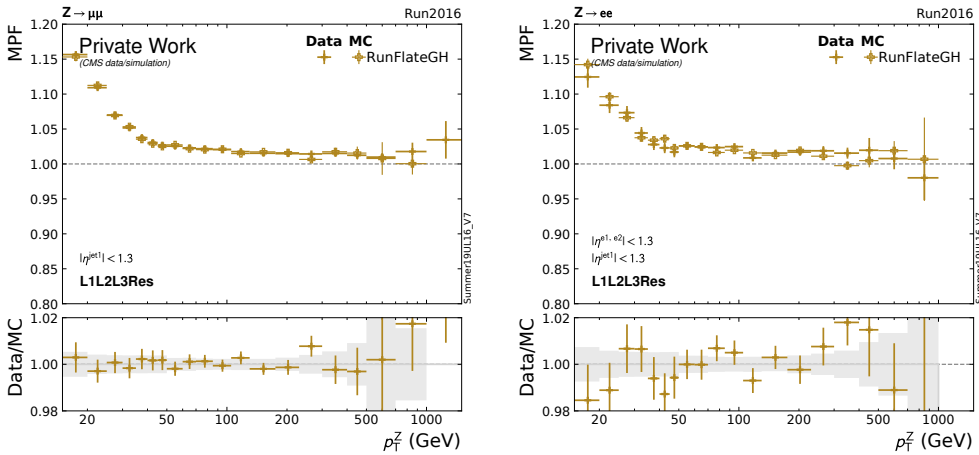 Z → μμ
Run2016
MPF
1.20
1.15
1.10
1.05
1.00
0.95
0.90
0.85
0.80
Private Work
(CMS data/simulation)
Data MC
RunFlateGH
|η^jet1| < 1.3
L1L2L3Res
Summer19UL16_V7
Data/MC
1.02
1.00
0.98
20
50
100
200
500
1000
p_T^Z (GeV)
Z → ee
Run2016
MPF
1.20
1.15
1.10
1.05
1.00
0.95
0.90
0.85
0.80
Private Work
(CMS data/simulation)
Data MC
RunFlateGH
|η^e1, e2| < 1.3
|η^jet1| < 1.3
L1L2L3Res
Summer19UL16_V7
Data/MC
1.02
1.00
0.98
20
50
100
200
500
1000
p_T^Z (GeV)